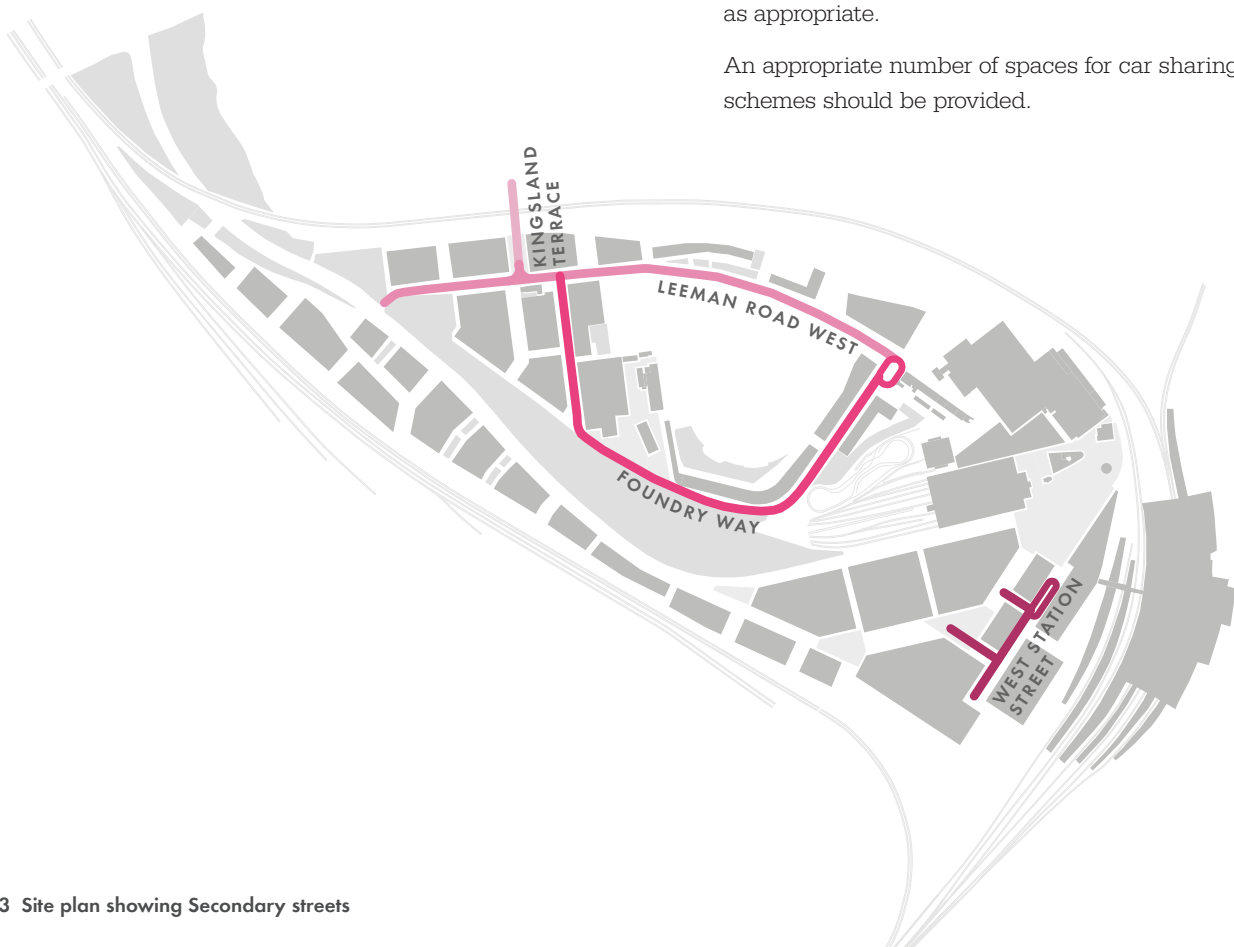 as appropriate.
An appropriate number of spaces for car sharing
schemes should be provided.
KINGSLAND
TERRACE
LEEMAN ROAD WEST
FOUNDRY WAY
WEST STATION
STREET
3 Site plan showing Secondary streets